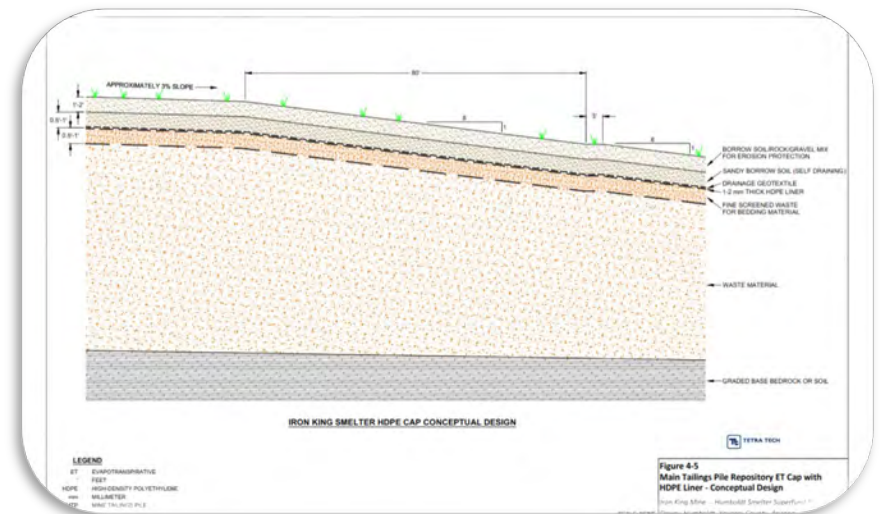 APPROXIMATELY 3% SLOPE
80'
1'-2'
0.5'-1'
0.5'-1'
1
5'
1
BORROW SOIL/ROCK/GRAVEL MIX
FOR EROSION PROTECTION
SANDY BORROW SOIL (SELF DRAINING)
DRAINAGE GEOTEXTILE
1-2 mm THICK HDPE LINER
FINE SCREENED WASTE
FOR BEDDING MATERIAL
WASTE MATERIAL
GRADED BASE BEDROCK OR SOIL
IRON KING SMELTER HDPE CAP CONCEPTUAL DESIGN
TETRA TECH
LEGEND
ET EVAPOTRANSPIRATIVE
' FEET
HDPE HIGH-DENSITY POLYETHYLENE
mm MILLIMETER
MTP MINE TAILINGS PILE
Figure 4-5
Main Tailings Pile Repository ET Cap with
HDPE Liner - Conceptual Design
Iron King Mine - Humboldt Smelter Superfund